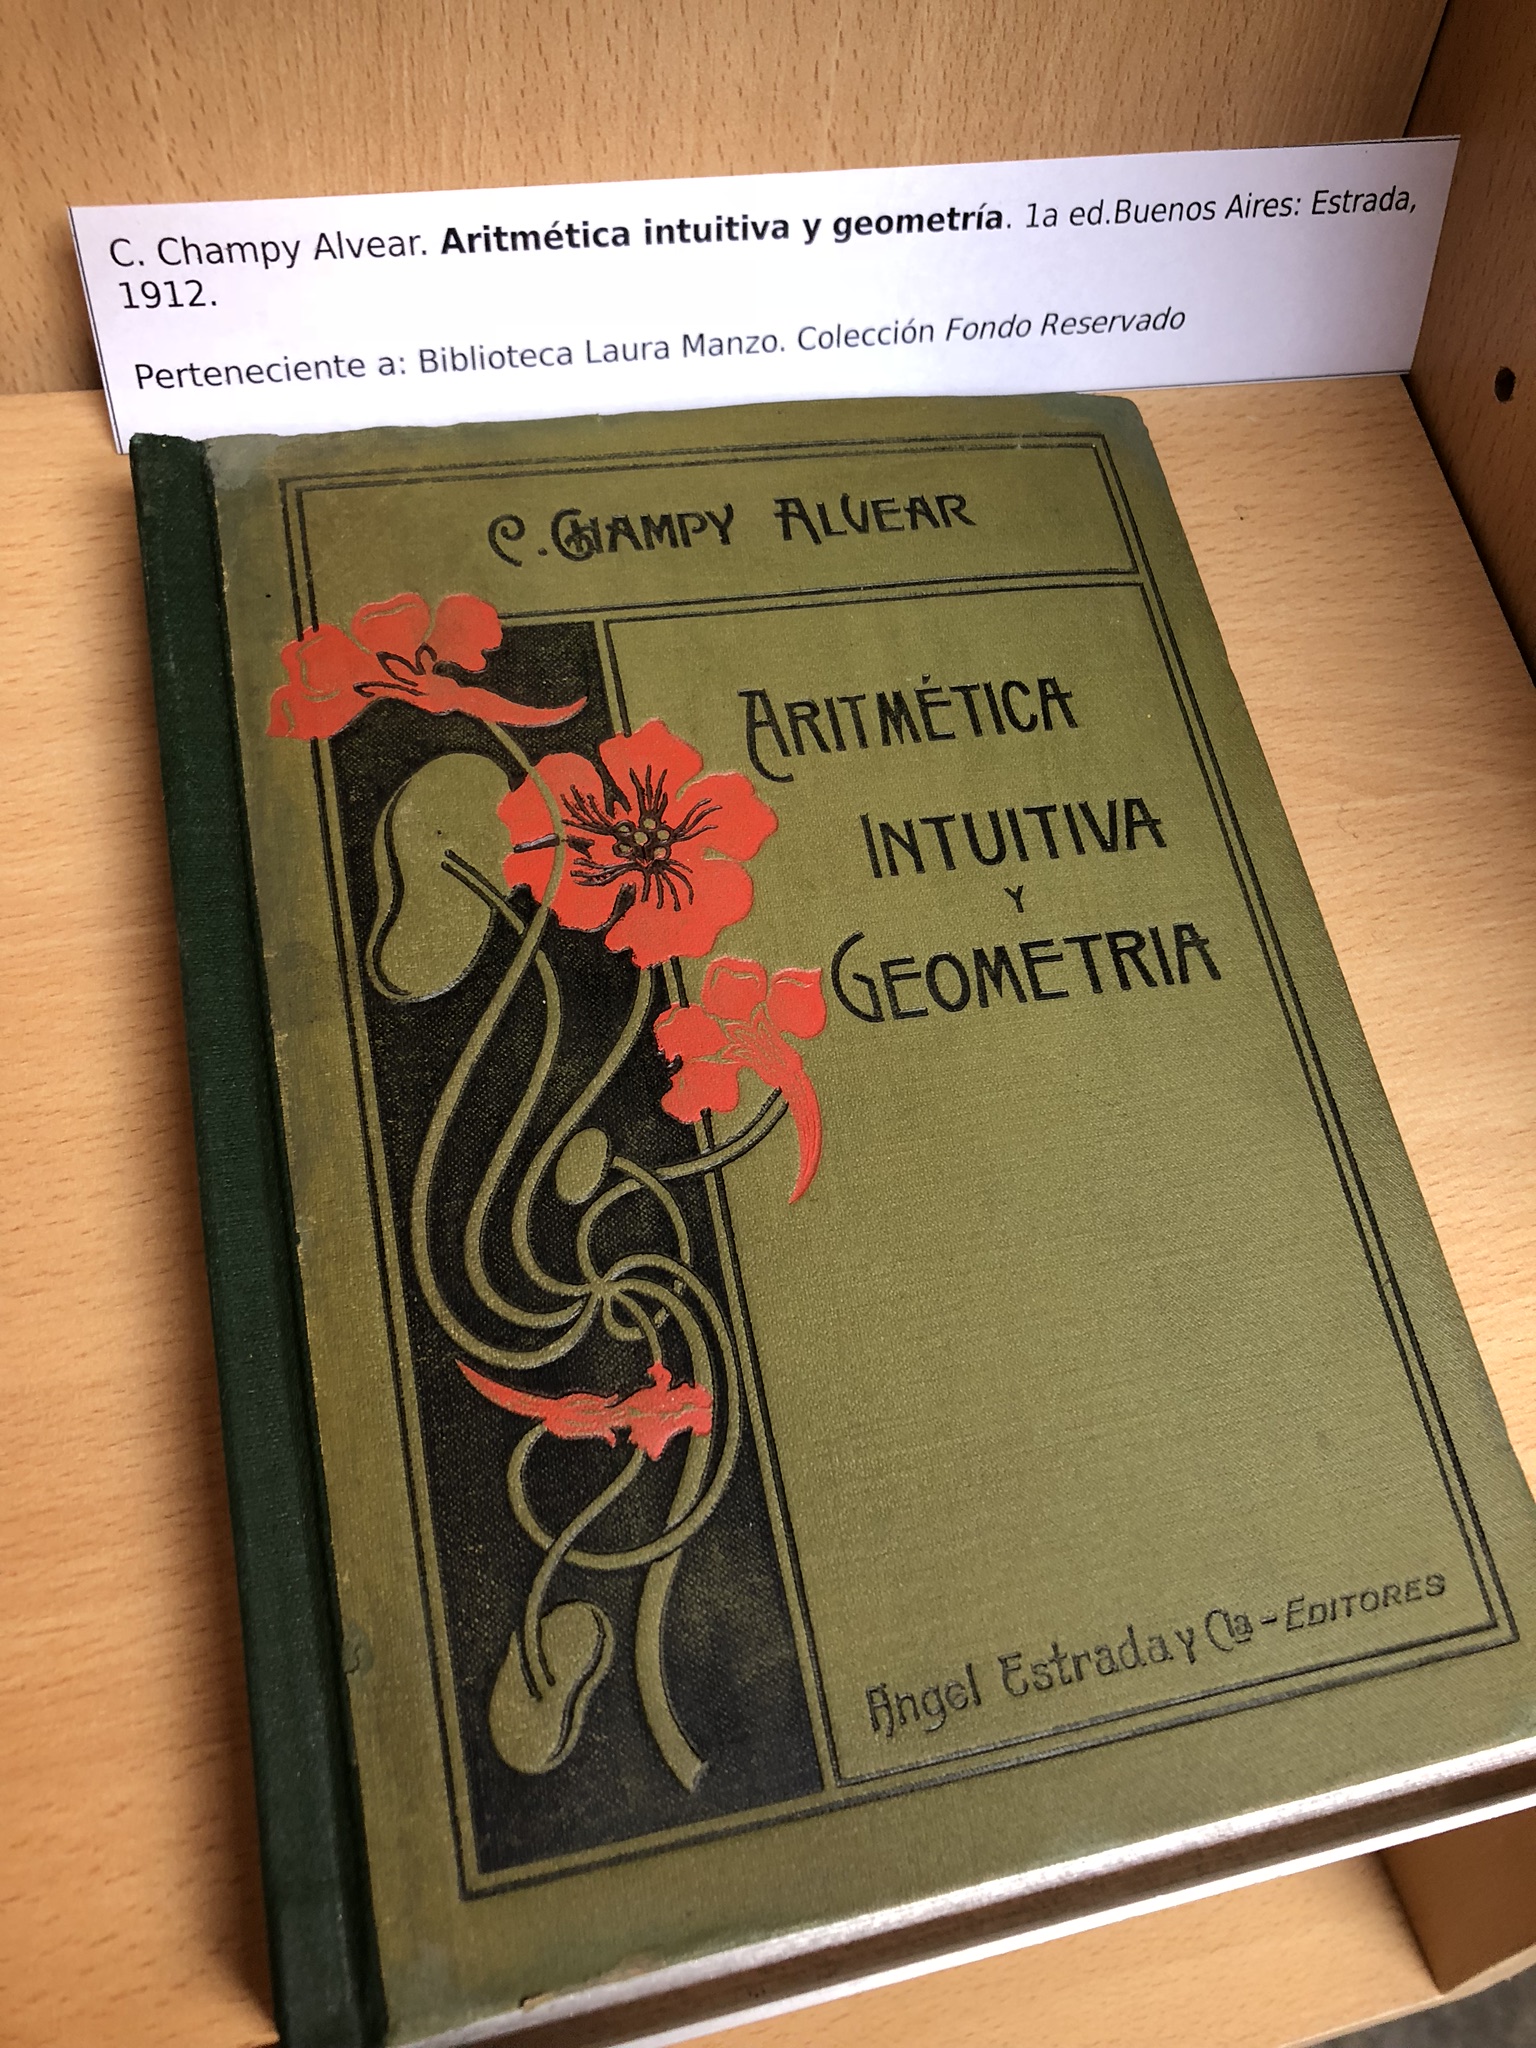 C. Champy Alvear. Aritmética intuitiva y geometría. 1a ed.Buenos Aires: Estrada,
1912.
Perteneciente a: Biblioteca Laura Manzo. Colección Fondo Reservado
C. CHAMPY ALVEAR
ARITMÉTICA
INTUITIVA
Y
GEOMETRIA
Angel Estrada y Cia - EDITORES